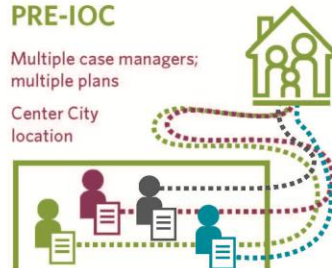 PRE-IOC
Multiple case managers;
multiple plans
Center City
location